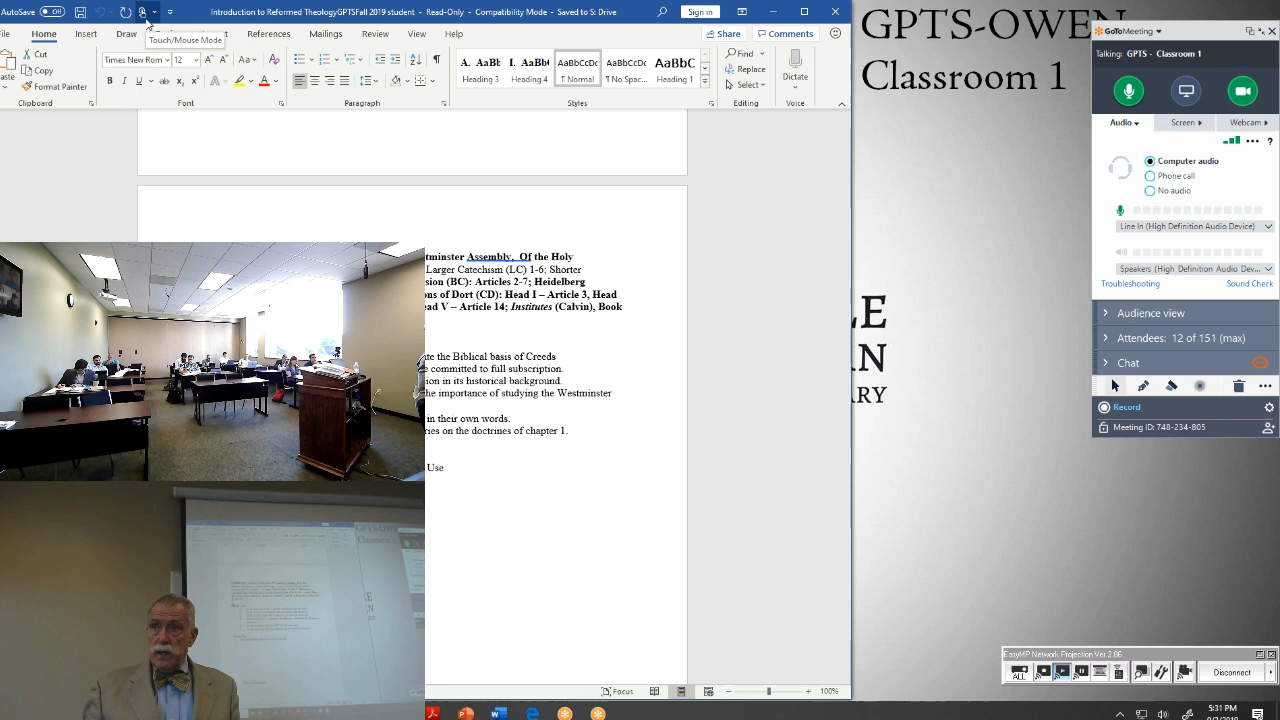 AutoSave
Off
Introduction to Reformed TheologyGPTSFall 2019 student - Read-Only - Compatibility Mode - Saved to S: Drive
Sign in
Home
Insert
Draw
References
Mailings
Review
View
Help
Share
Comments
Touch/Mouse Mode
Cut
Copy
Format Painter
Times New Rom
12
Heading 3
Heading 4
¶ Normal
¶ No Spac...
Heading 1
Find
Replace
Select
Dictate
Clipboard
Font
Paragraph
Styles
Editing
Voice
tminster Assembly, Of the Holy
Larger Catechism (LC) 1-6; Shorter
sion (BC): Articles 2-7; Heidelberg
ons of Dort (CD): Head I – Article 3, Head
ead V – Article 14; Institutes (Calvin), Book
te the Biblical basis of Creeds
e committed to full subscription.
ion in its historical background.
he importance of studying the Westminster
in their own words.
ries on the doctrines of chapter 1.
Use
Focus
100%
GPTS-OWEN
Classroom 1
LE
AN
ARY
GoToMeeting
Talking: GPTS - Classroom 1
Audio
Screen
Webcam
Computer audio
Phone call
No audio
Line In (High Definition Audio Device)
Speakers (High Definition Audio Dev...
Troubleshooting
Sound Check
Audience view
Attendees: 12 of 151 (max)
Chat
Record
Meeting ID: 748-234-805
EasyMP Network Projection Ver.2.86
ALL
Disconnect
5:31 PM